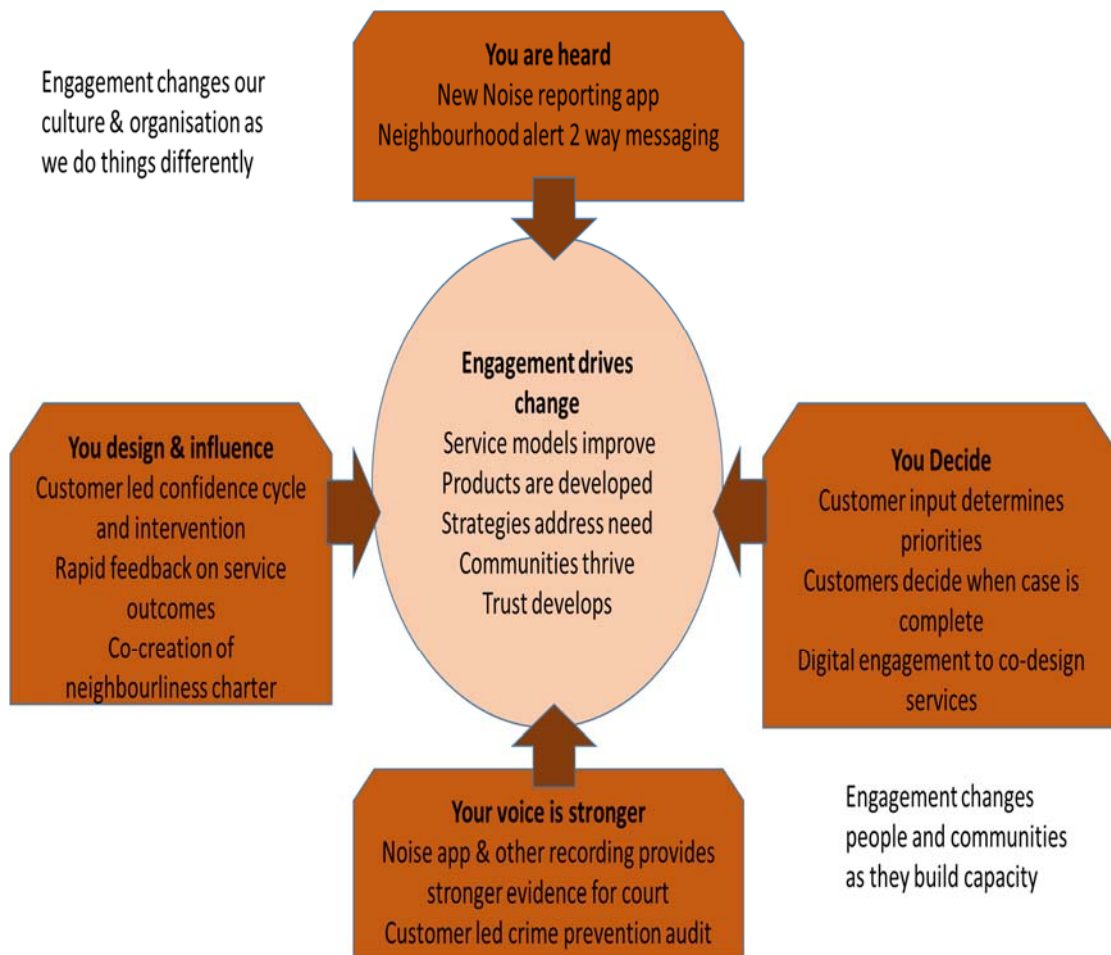 You are heard
New Noise reporting app
Neighbourhood alert 2 way messaging
Engagement changes our
culture & organisation as
we do things differently
Engagement drives
change
Service models improve
Products are developed
Strategies address need
Communities thrive
Trust develops
You design & influence
Customer led confidence cycle
and intervention
Rapid feedback on service
outcomes
Co-creation of
neighbourliness charter
You Decide
Customer input determines
priorities
Customers decide when case is
complete
Digital engagement to co-design
services
Your voice is stronger
Noise app & other recording provides
stronger evidence for court
Customer led crime prevention audit
Engagement changes
people and communities
as they build capacity